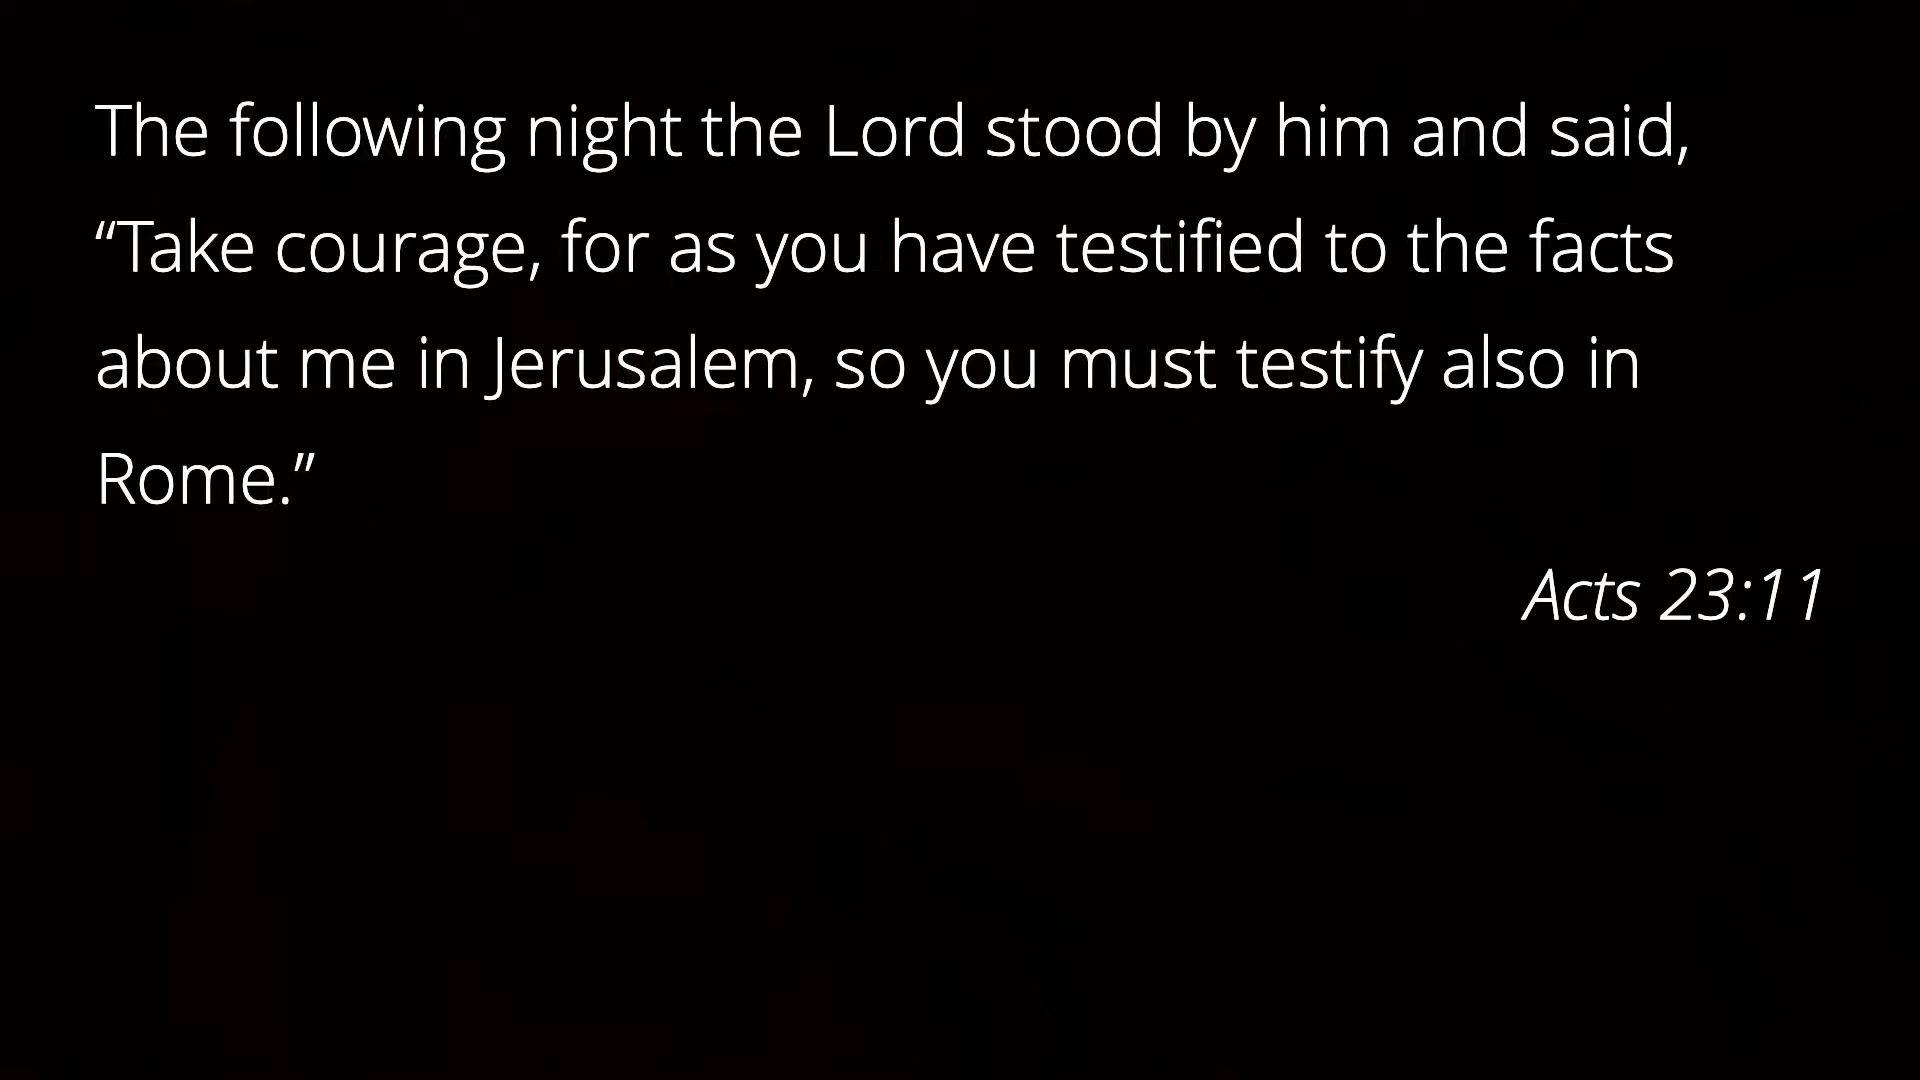 The following night the Lord stood by him and said,
“Take courage, for as you have testified to the facts
about me in Jerusalem, so you must testify also in
Rome.”
Acts 23:11